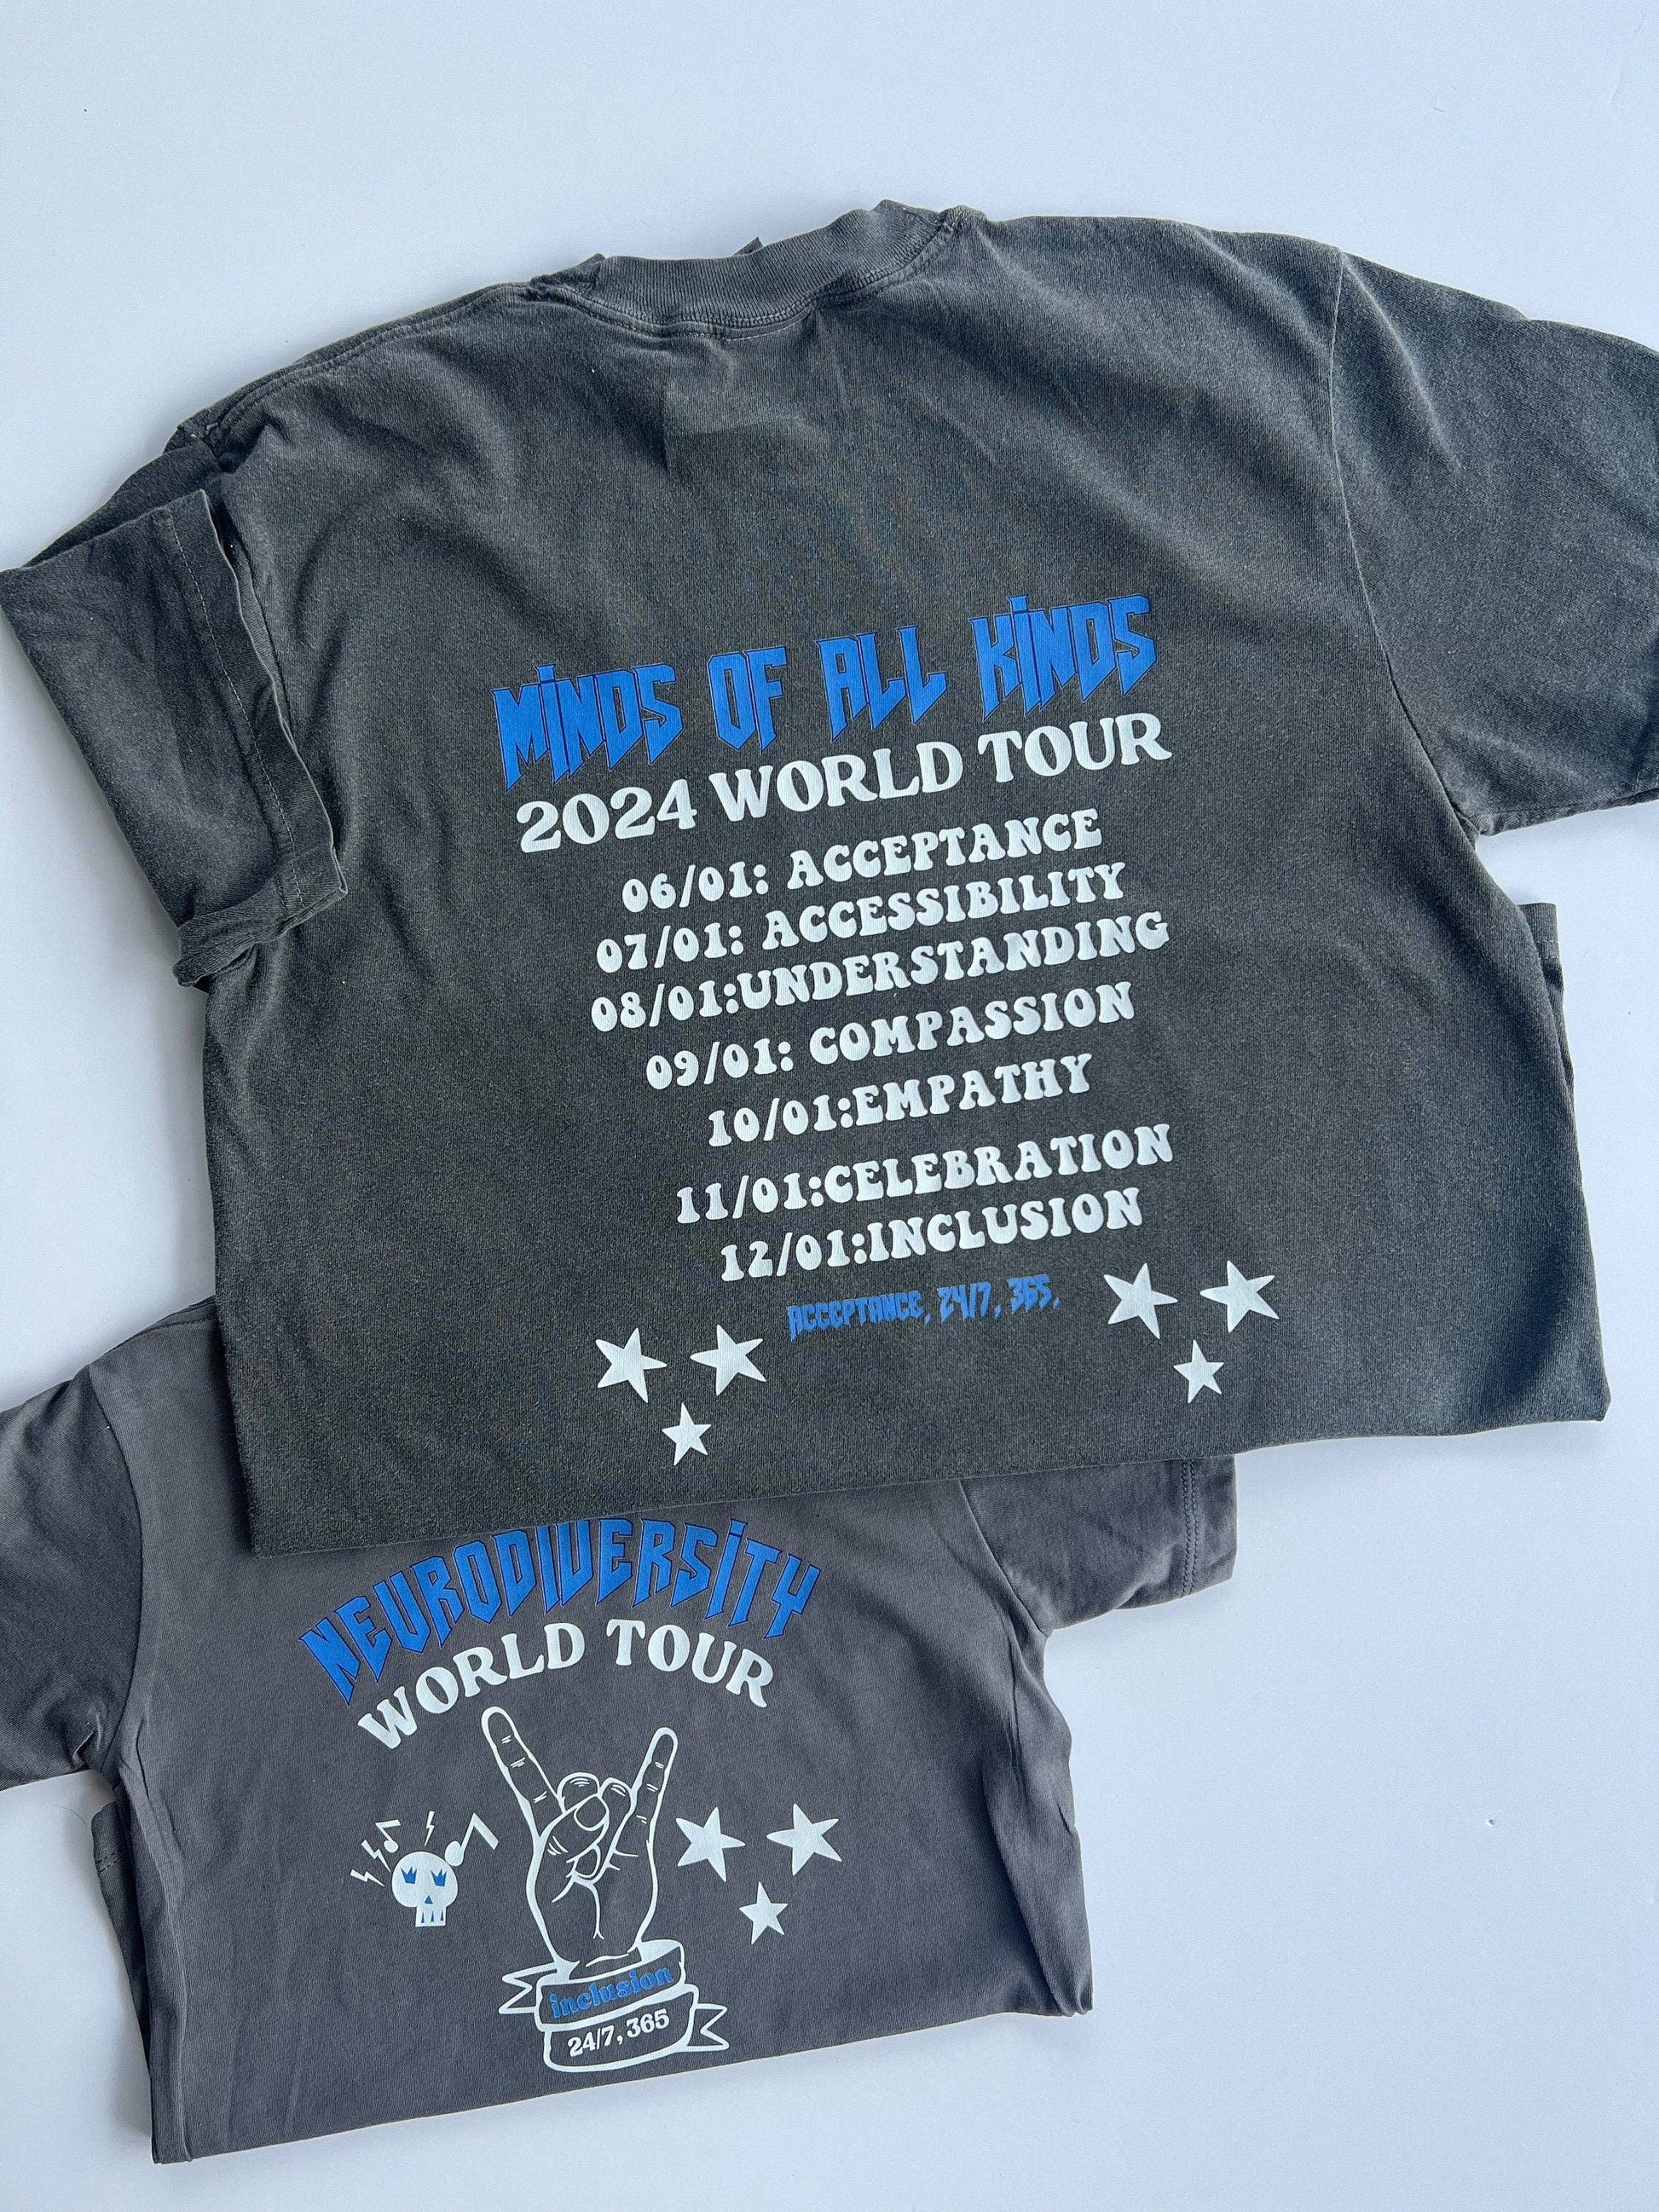 MINDS OF ALL KINDS
2024 WORLD TOUR
06/01: ACCEPTANCE
07/01: ACCESSIBILITY
08/01:UNDERSTANDING
09/01: COMPASSION
10/01:EMPATHY
11/01:CELEBRATION
12/01:INCLUSION
ACCEPTANCE, 24/7, 365.
NEURODIVERSITY
WORLD TOUR
inclusion
24/7, 365